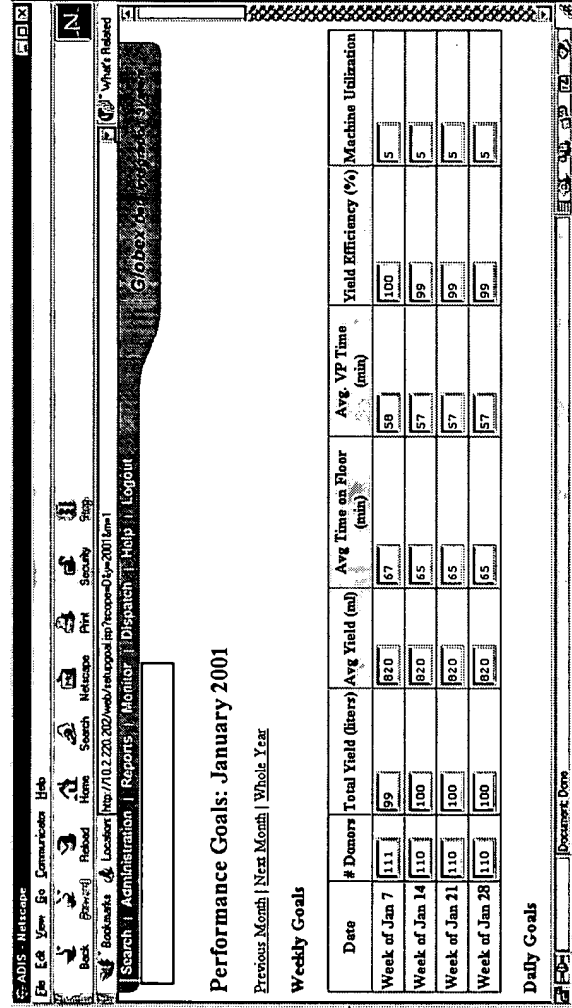 ADIS - Netscape
File Edit View Go Communicator Help
Back Forward Reload Home Search Netscape Print Security Stop
Bookmarks Location: http://10.2.220.202/web/setupgoal.jsp?scope=D&y=2001&m=1 What's Related
Search | Administration | Reports | Monitor | Dispatch | Help | Logout
Globex
Performance Goals: January 2001
Previous Month | Next Month | Whole Year
Weekly Goals
Date # Donors Total Yield (liters) Avg Yield (ml) Avg Time on Floor (min) Avg. VP Time (min) Yield Efficiency (%) Machine Utilization
Week of Jan 7 111 99 820 67 58 100 5
Week of Jan 14 110 100 820 65 57 99 5
Week of Jan 21 110 100 820 65 57 99 5
Week of Jan 28 110 100 820 65 57 99 5
Daily Goals
Document: Done